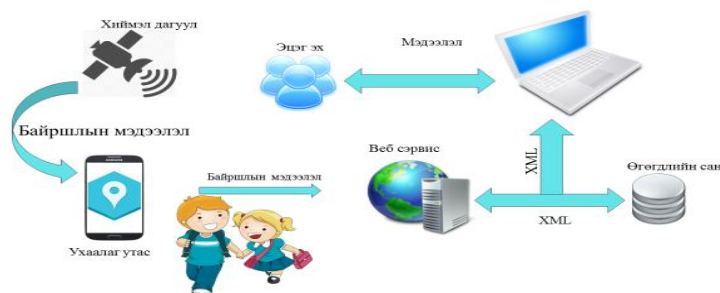 Хиймэл дагуул
Эцэг эх
Мэдээлэл
Байршлын мэдээлэл
Веб сэрвис
XML
Өгөгдлийн сан
Байршлын мэдээлэл
XML
Ухаалаг утас